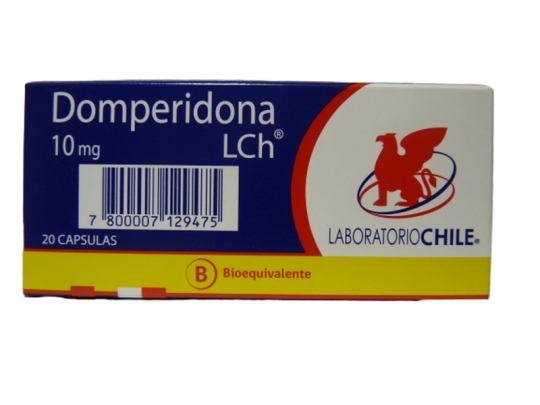 Domperidona
10 mg LCh®
7 800007 129475
20 CAPSULAS
LABORATORIOCHILE®
B Bioequivalente